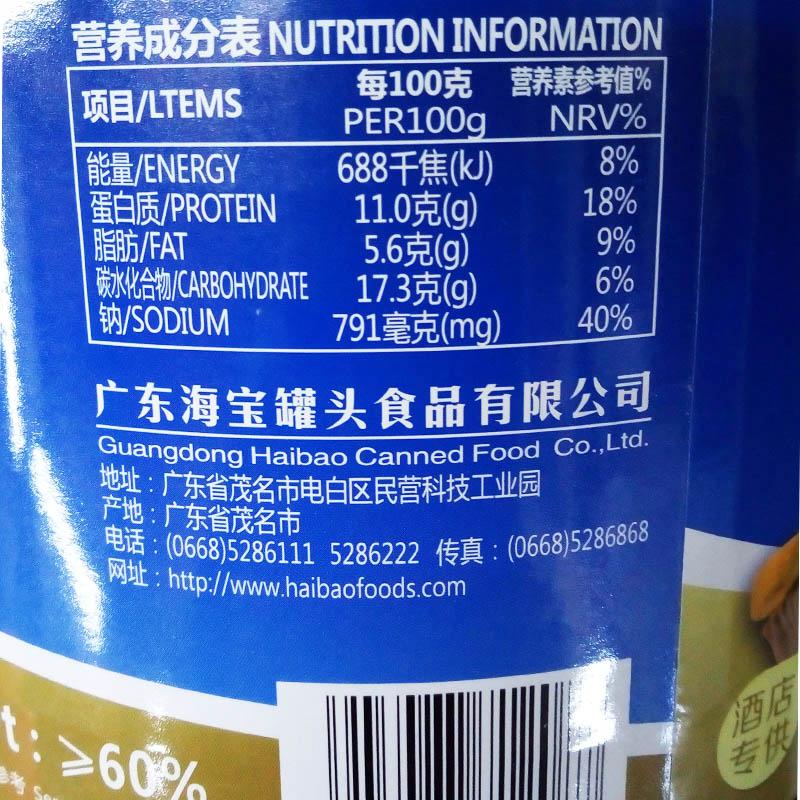 营养成分表 NUTRITION INFORMATION
项目/LTEMS 每100克 PER100g 营养素参考值% NRV%
能量/ENERGY 688千焦(kJ) 8%
蛋白质/PROTEIN 11.0克(g) 18%
脂肪/FAT 5.6克(g) 9%
碳水化合物/CARBOHYDRATE 17.3克(g) 6%
钠/SODIUM 791毫克(mg) 40%
广东海宝罐头食品有限公司
Guangdong Haibao Canned Food Co.,Ltd.
地址：广东省茂名市电白区民营科技工业园
产地：广东省茂名市
电话：(0668)5286111 5286222 传真：(0668)5286868
网址：http://www.haibaofoods.com
t：≥60%
参考 Ser
酒店
专供